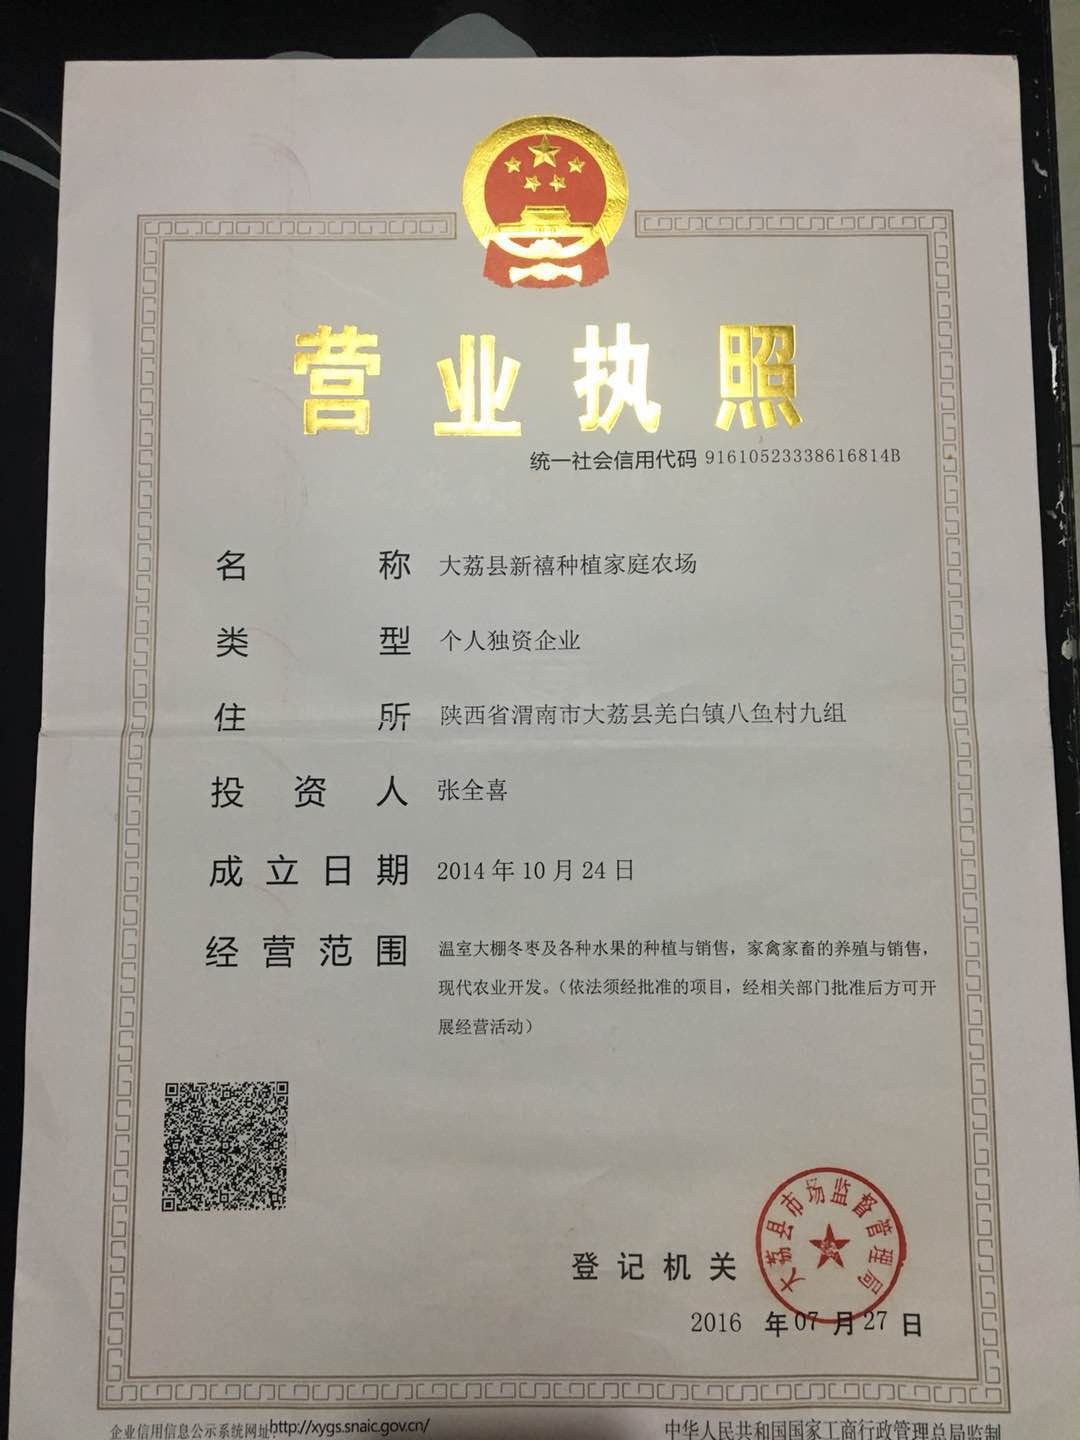 营业执照
统一社会信用代码 91610523338616814B
名称 大荔县新禧种植家庭农场
类型 个人独资企业
住所 陕西省渭南市大荔县羌白镇八鱼村九组
投资人 张全喜
成立日期 2014年10月24日
经营范围 温室大棚冬枣及各种水果的种植与销售，家禽家畜的养殖与销售，
现代农业开发。（依法须经批准的项目，经相关部门批准后方可开
展经营活动）
大荔县市场监督管理局
登记机关
2016 年 07 月 27 日
企业信用信息公示系统网址：http://xygs.snaic.gov.cn/
中华人民共和国国家工商行政管理总局监制